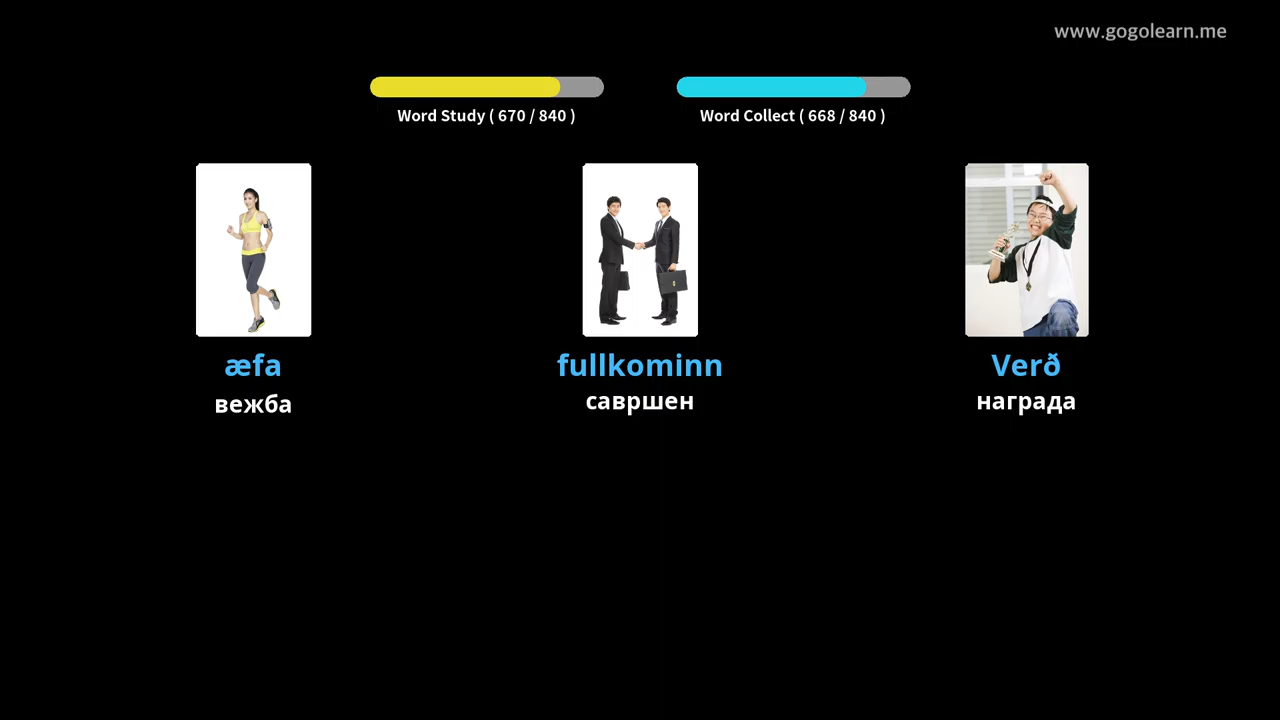 www.gogolearn.me
Word Study ( 670 / 840 )
Word Collect ( 668 / 840 )
æfa
fullkominn
Verð
вежба
савршен
награда